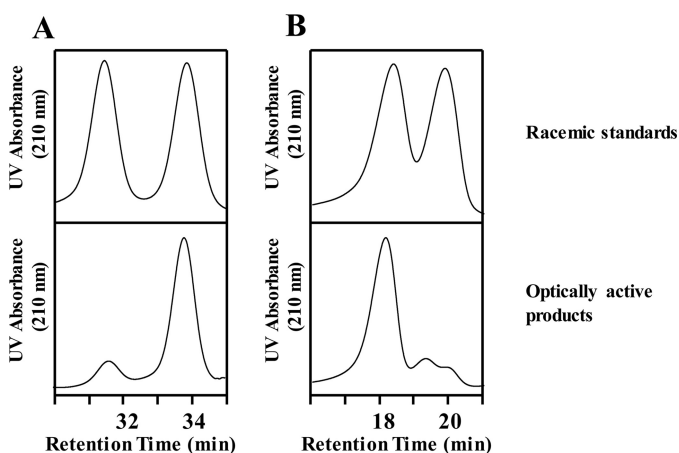 A
B
UV Absorbance
(210 nm)
UV Absorbance
(210 nm)
Racemic standards
UV Absorbance
(210 nm)
UV Absorbance
(210 nm)
Optically active
products
32 34
18 20
Retention Time (min)
Retention Time (min)